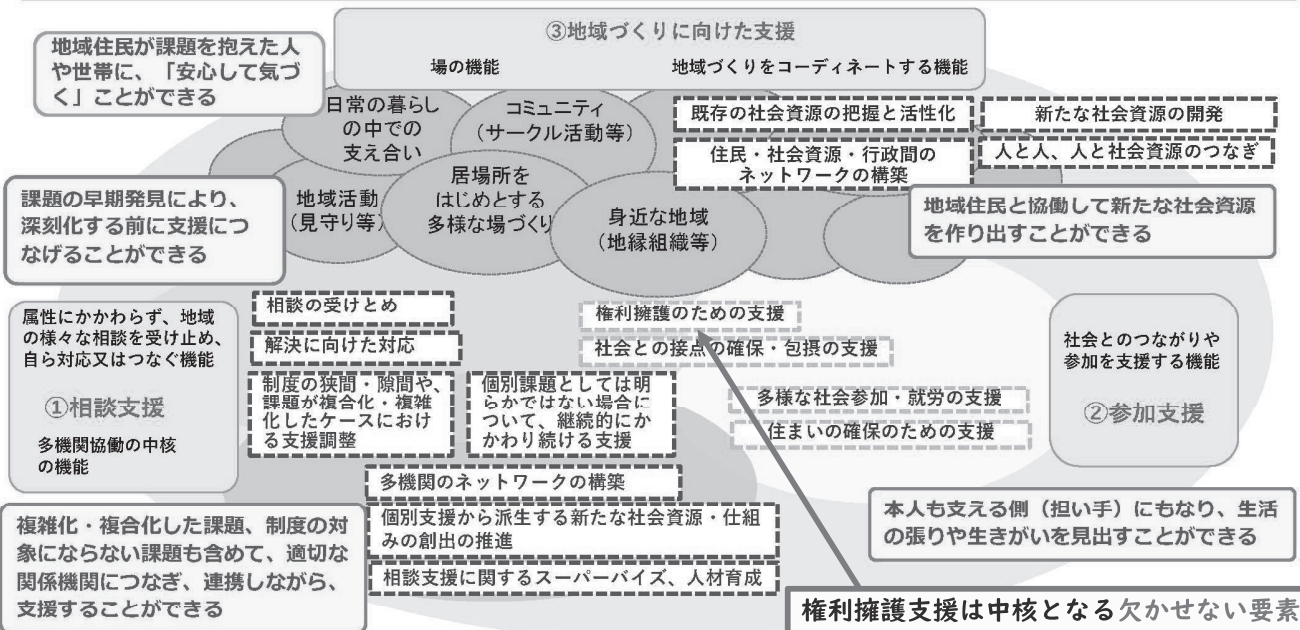 ③地域づくりに向けた支援
場の機能
地域づくりをコーディネートする機能
地域住民が課題を抱えた人
や世帯に、「安心して気づ
く」ことができる
日常の暮らし
の中での
支え合い
コミュニティ
(サークル活動等)
既存の社会資源の把握と活性化
新たな社会資源の開発
住民・社会資源・行政間の
ネットワークの構築
人と人、人と社会資源のつなぎ
課題の早期発見により、
深刻化する前に支援につ
なげることができる
地域活動
(見守り等)
居場所を
はじめとする
多様な場づくり
身近な地域
(地縁組織等)
地域住民と協働して新たな社会資源
を作り出すことができる
属性にかかわらず、地域
の様々な相談を受け止め、
自ら対応又はつなぐ機能
①相談支援
多機関協働の中核
の機能
相談の受けとめ
解決に向けた対応
制度の狭間・隙間や、
課題が複合化・複雑
化したケースにおけ
る支援調整
個別課題としては明
らかではない場合に
ついて、継続的にか
かわり続ける支援
権利擁護のための支援
社会との接点の確保・包摂の支援
多様な社会参加・就労の支援
住まいの確保のための支援
社会とのつながりや
参加を支援する機能
②参加支援
多機関のネットワークの構築
個別支援から派生する新たな社会資源・仕組
みの創出の推進
相談支援に関するスーパーバイズ、人材育成
複雑化・複合化した課題、制度の対
象にならない課題も含めて、適切な
関係機関につなぎ、連携しながら、
支援することができる
本人も支える側(担い手)にもなり、生活
の張りや生きがいを見出すことができる
権利擁護支援は中核となる欠かせない要素